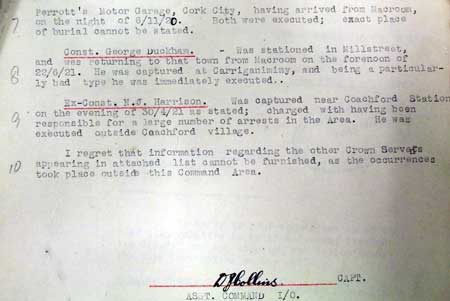 7 Perrott's Motor Garage, Cork City, having arrived from Macroom,
on the night of 6/11/20. Both were executed; exact place
of burial cannot be stated.
Const. George Duckham. - Was stationed in Millstreet,
and was returning to that town from Macroom on the forenoon of
8 22/6/21. He was captured at Carriganiminy, and being a particular-
ly bad type he was immediately executed..
Ex-Const. N.J. Harrison. Was captured near Coachford Station
9 on the evening of 30/4/21 as stated; charged with having been
responsible for a large number of arrests in the Area. He was
executed outside Coachford village.
I regret that information regarding the other Crown Servants
10 appearing in attached list cannot be furnished, as the occurrences
took place outside this Command Area.
DJ Collins. CAPT.
ASST. COMMAND I/O.